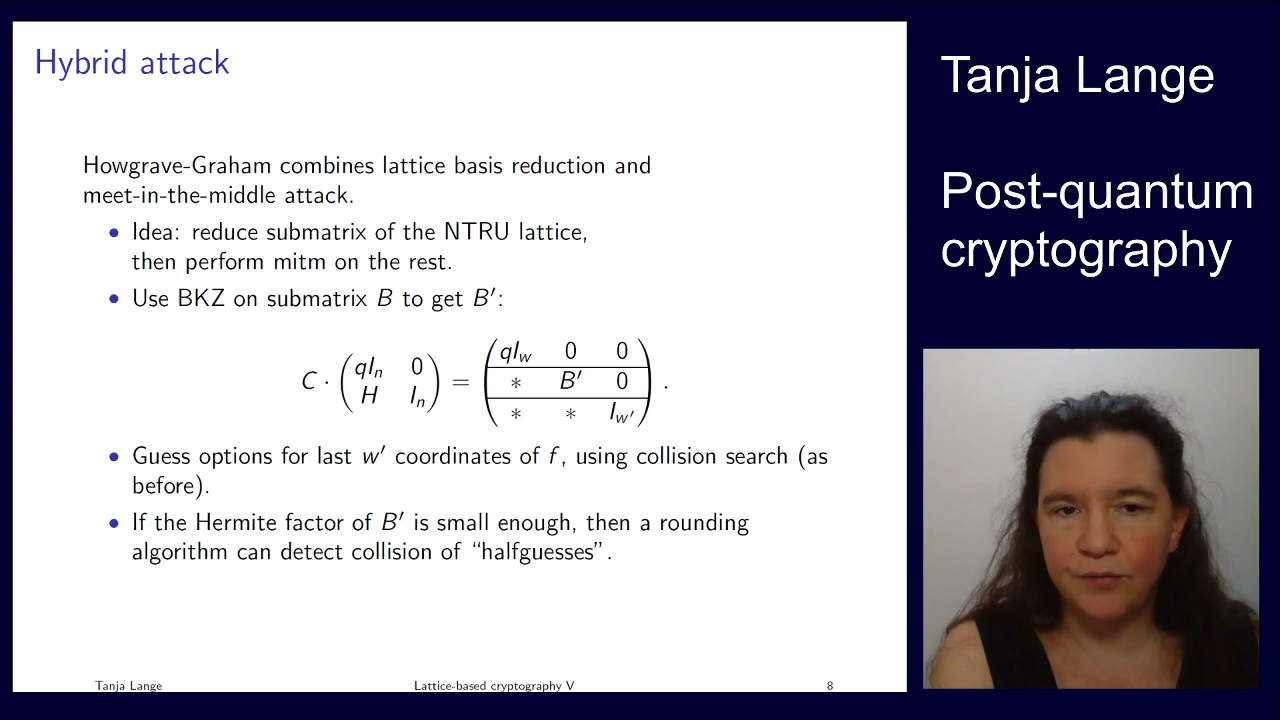 Hybrid attack
Howgrave-Graham combines lattice basis reduction and
meet-in-the-middle attack.
• Idea: reduce submatrix of the NTRU lattice,
then perform mitm on the rest.
• Use BKZ on submatrix B to get B′:
C · ( qI_n 0 ; H I_n ) = ( qI_w 0 0 ; * B′ 0 ; * * I_w′ ) .
• Guess options for last w′ coordinates of f, using collision search (as
before).
• If the Hermite factor of B′ is small enough, then a rounding
algorithm can detect collision of “halfguesses”.
Tanja Lange Lattice-based cryptography V 8
Tanja Lange
Post-quantum
cryptography